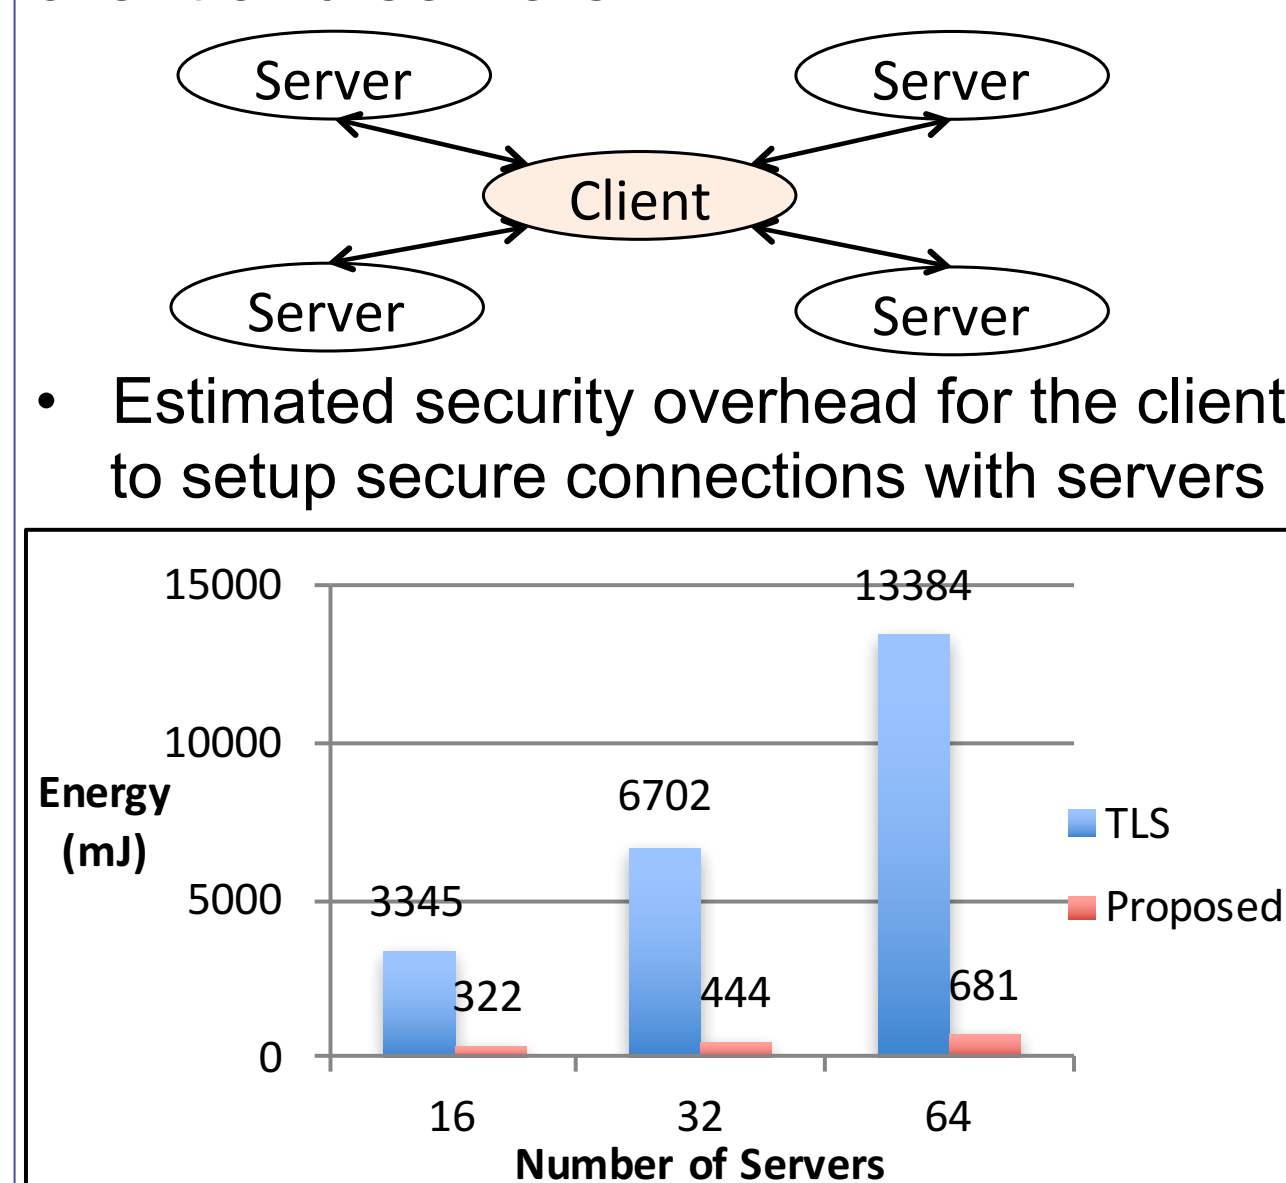 Server
Server
Client
Server
Server
• Estimated security overhead for the client
to setup secure connections with servers
15000
13384
10000
Energy
(mJ)
6702
TLS
5000
3345
Proposed
322
444
681
0
16
32
64
Number of Servers